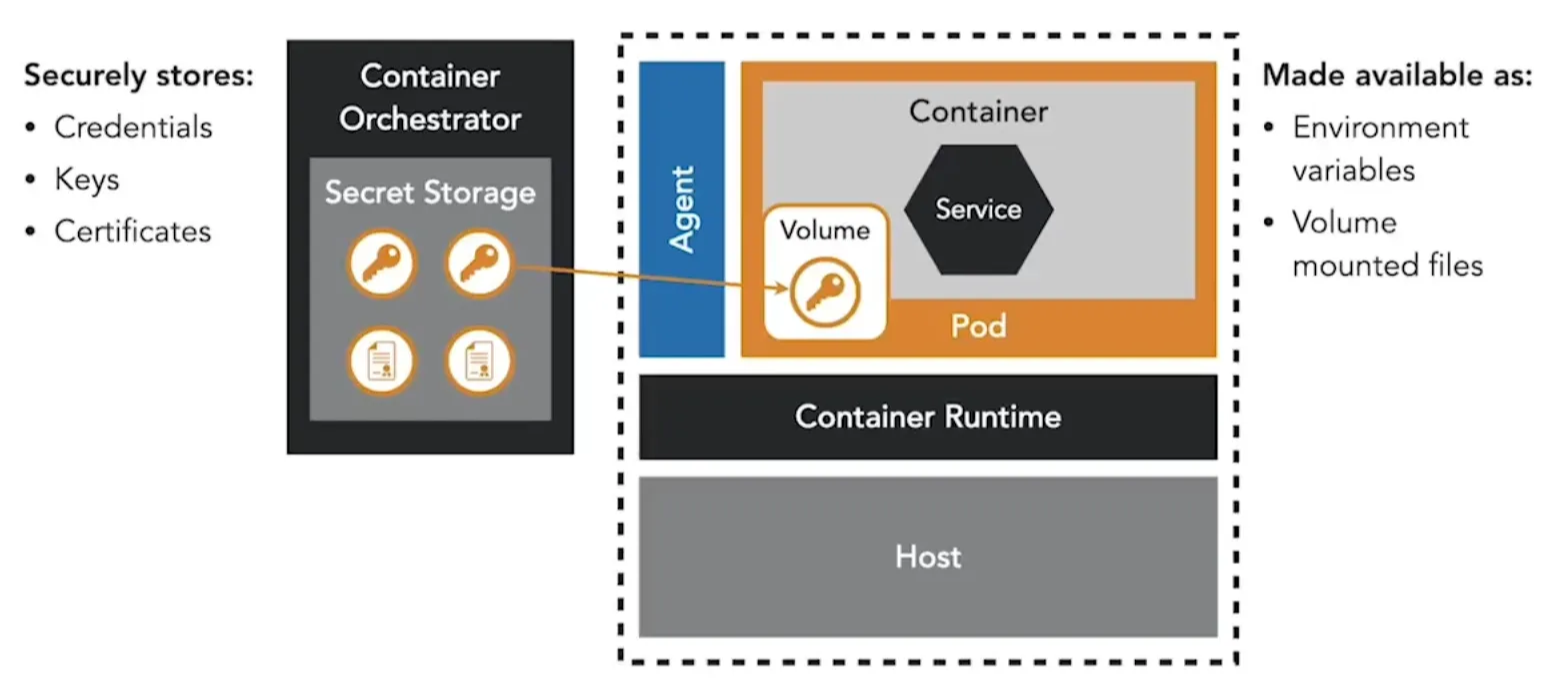 Securely stores:
• Credentials
• Keys
• Certificates
Container
Orchestrator
Secret Storage
Agent
Container
Service
Volume
Pod
Container Runtime
Host
Made available as:
• Environment
variables
• Volume
mounted files